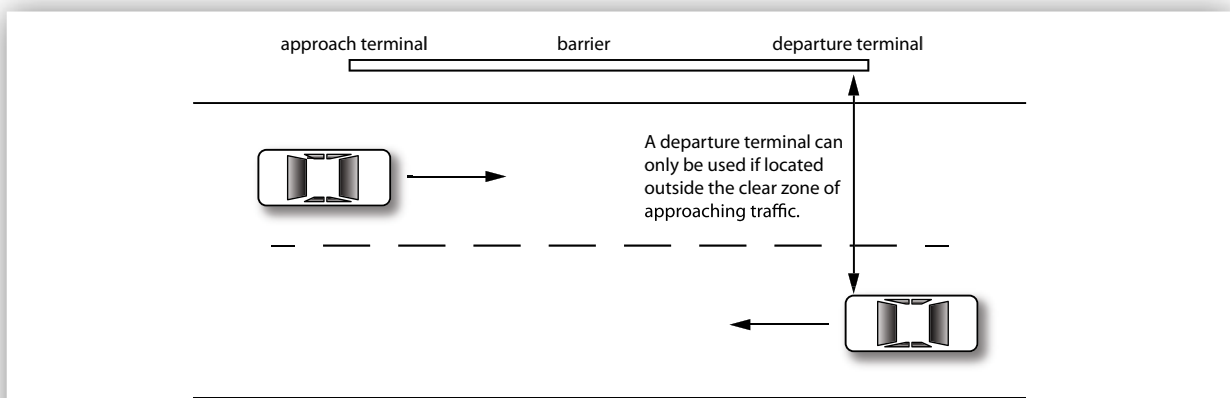 approach terminal barrier departure terminal
A departure terminal can
only be used if located
outside the clear zone of
approaching traffic.